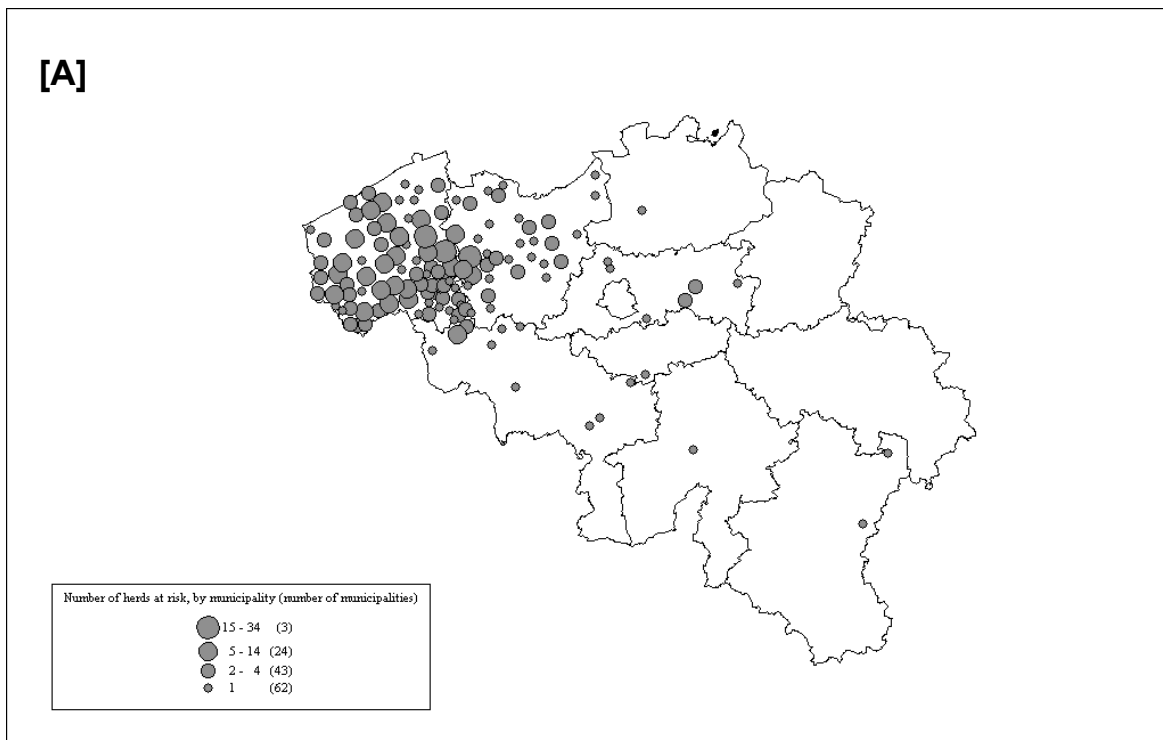 [A]
Number of herds at risk, by municipality (number of municipalities)
15 - 34 (3)
5 - 14 (24)
2 - 4 (43)
1 (62)